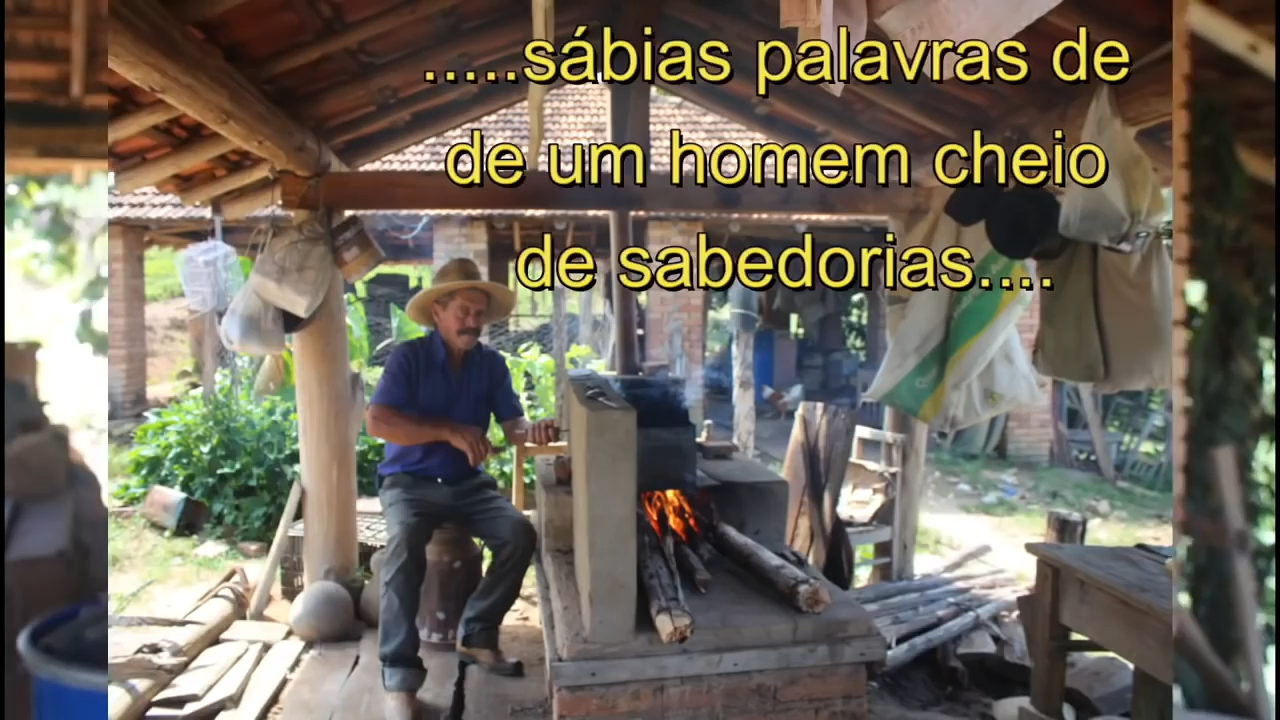 .....sábias palavras de
de um homem cheio
de sabedorias....